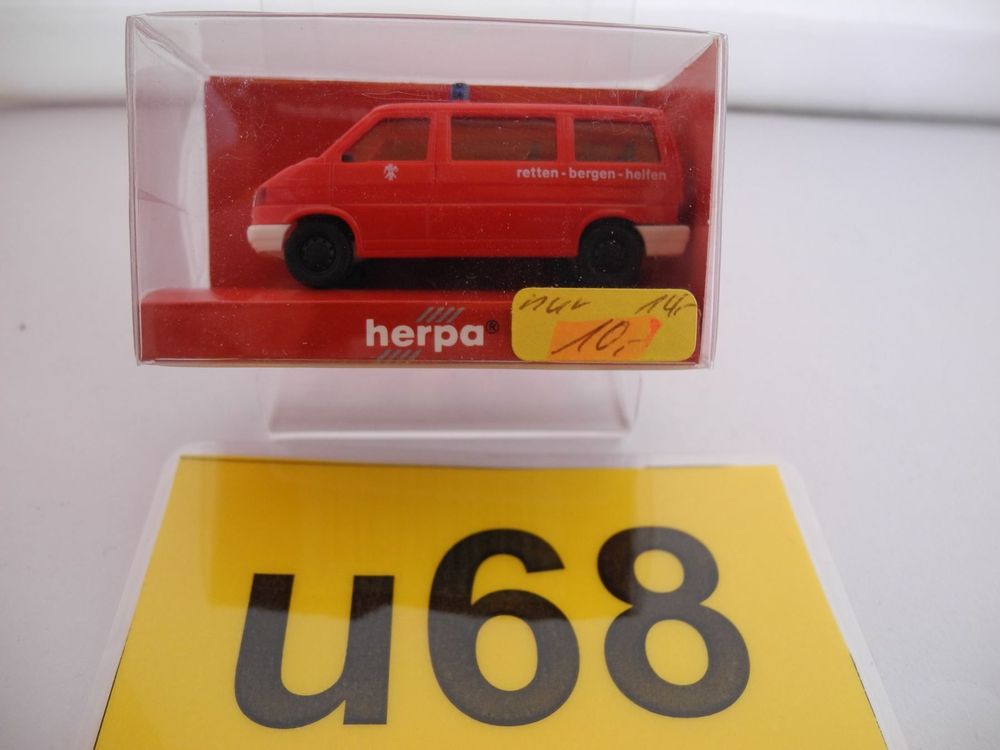 retten - bergen - helfen
herpa®
nur 14,-
10,-
u68